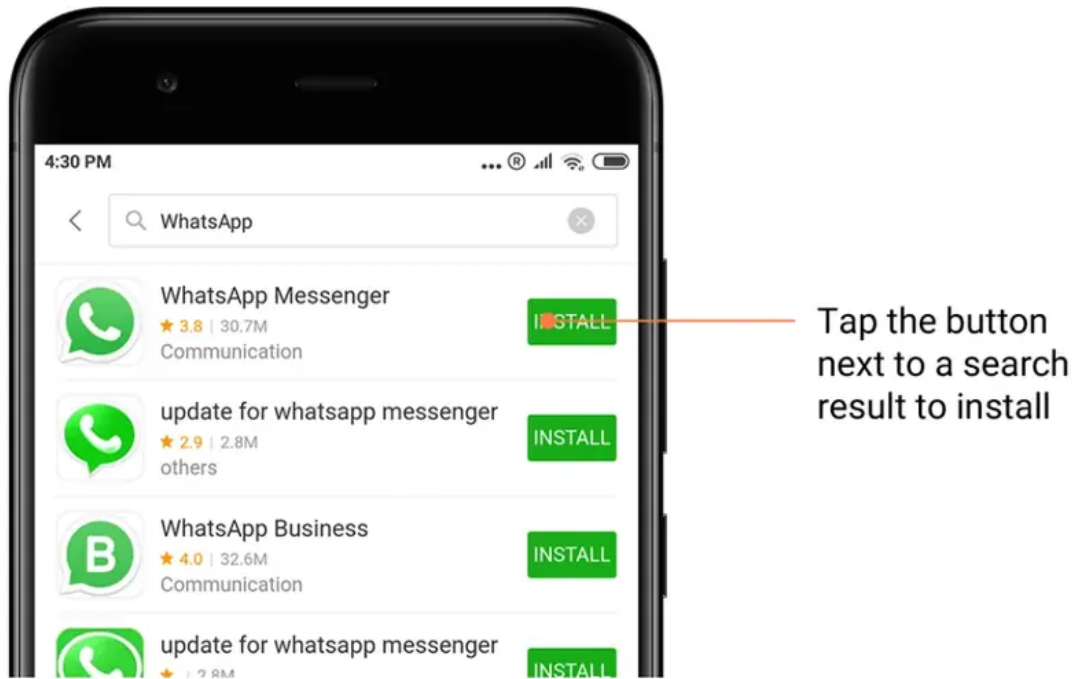 4:30 PM
WhatsApp
WhatsApp Messenger
3.8 | 30.7M
Communication
INSTALL
update for whatsapp messenger
2.9 | 2.8M
others
INSTALL
B
WhatsApp Business
4.0 | 32.6M
Communication
INSTALL
update for whatsapp messenger
2.8M
INSTALL
Tap the button
next to a search
result to install